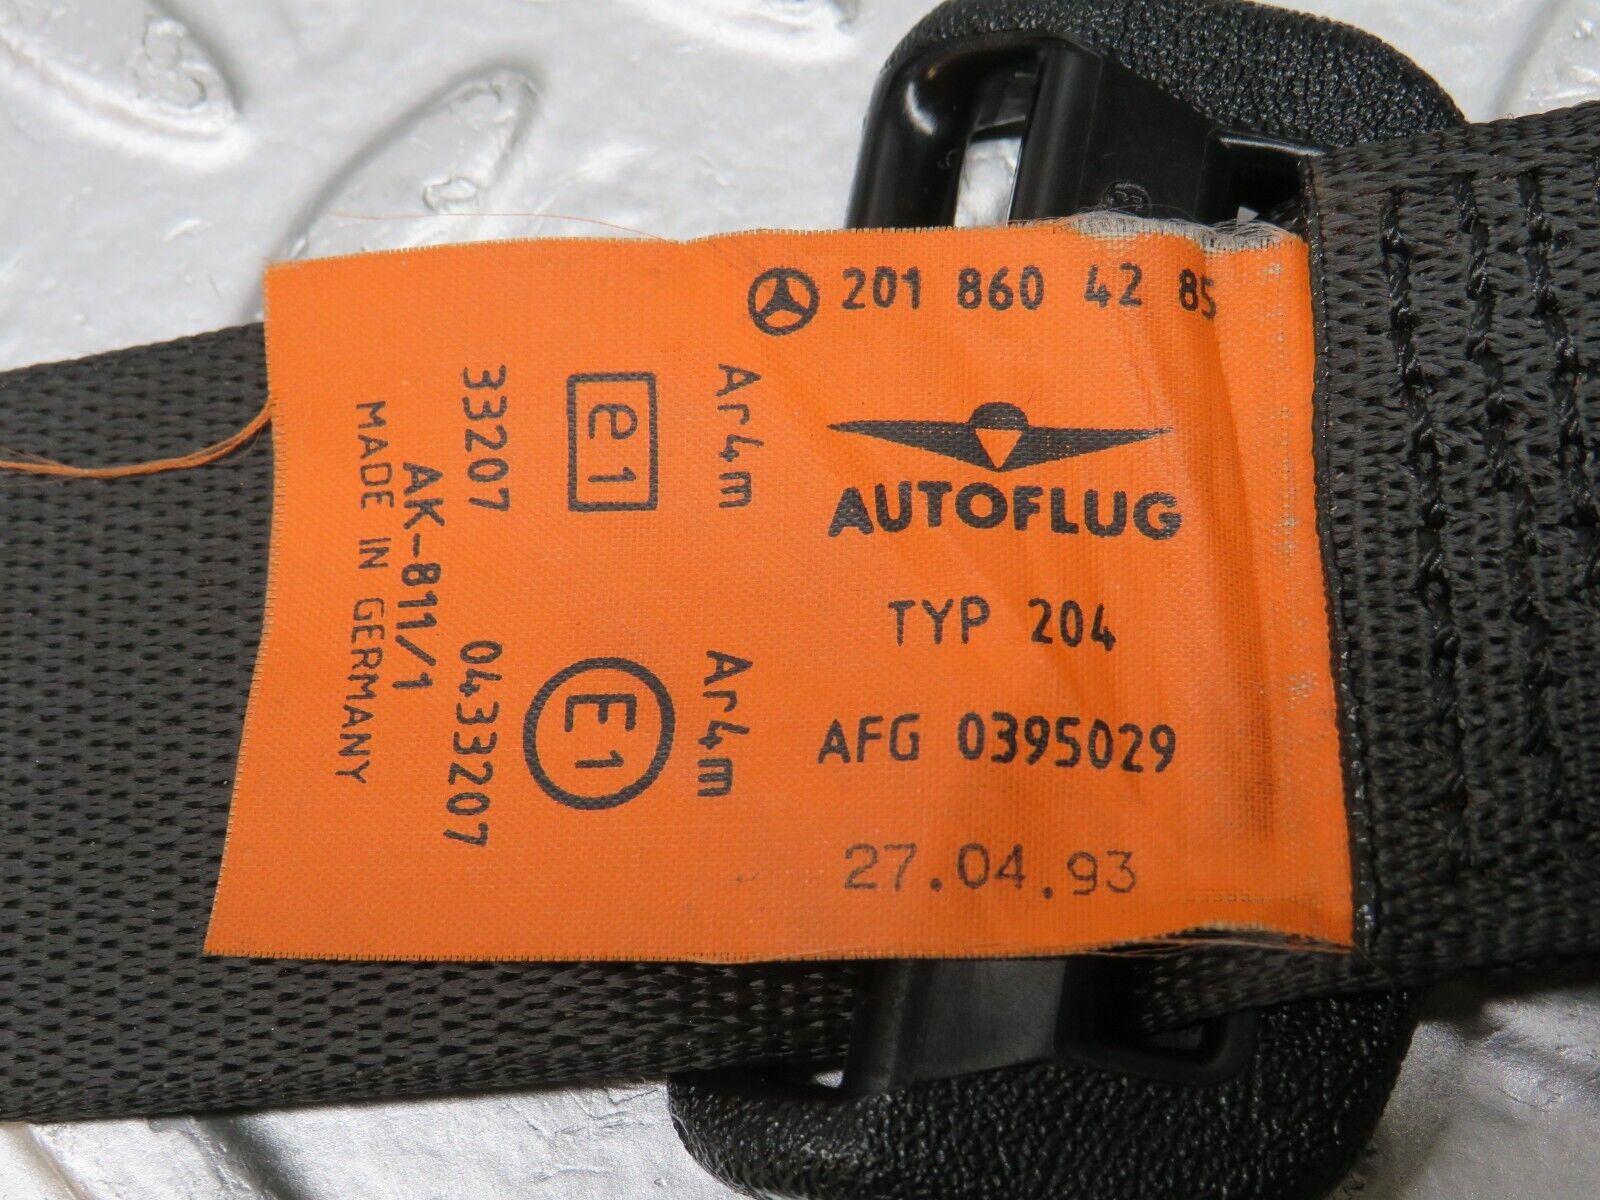 201 860 42 85
AUTOFLUG
TYP 204
AFG 0395029
27.04.93
Ar4m Ar4m
e1 E1
33207 0433207
AK-811/1
MADE IN GERMANY